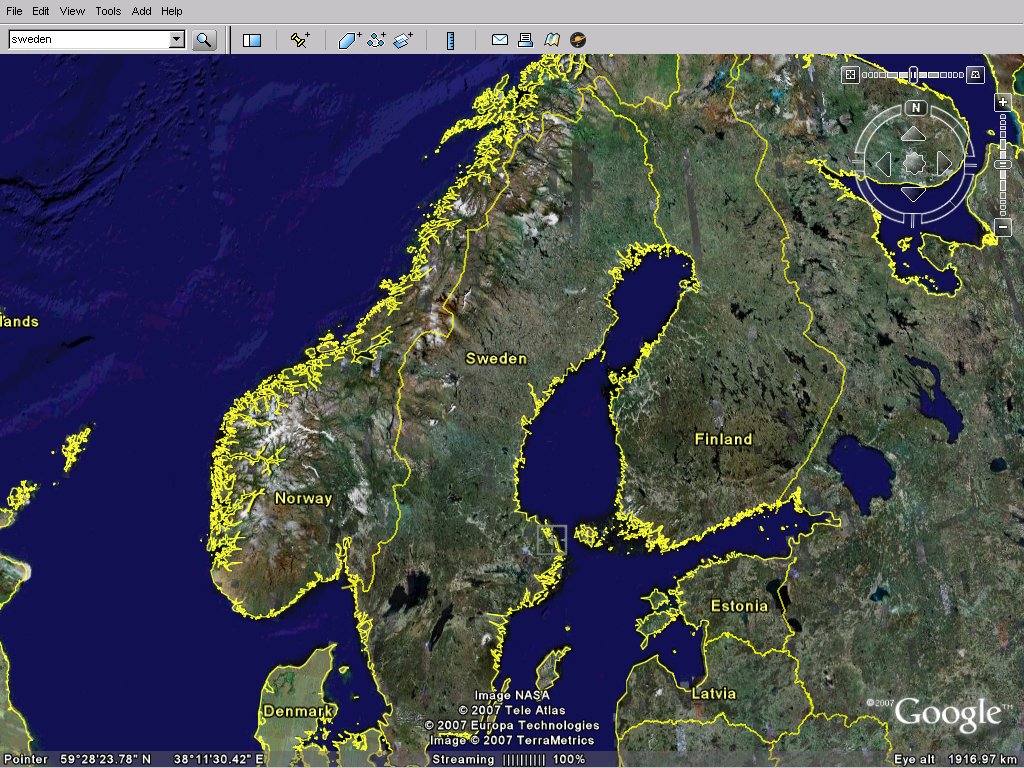 File Edit View Tools Add Help
sweden
N
lands
Sweden
Finland
Norway
Estonia
Latvia
Denmark
Image NASA
© 2007 Tele Atlas
© 2007 Europa Technologies
Image © 2007 TerraMetrics
©2007 Google™
Pointer 59°28'23.78" N 38°11'30.42" E Streaming |||||||||| 100% Eye alt 1916.97 km